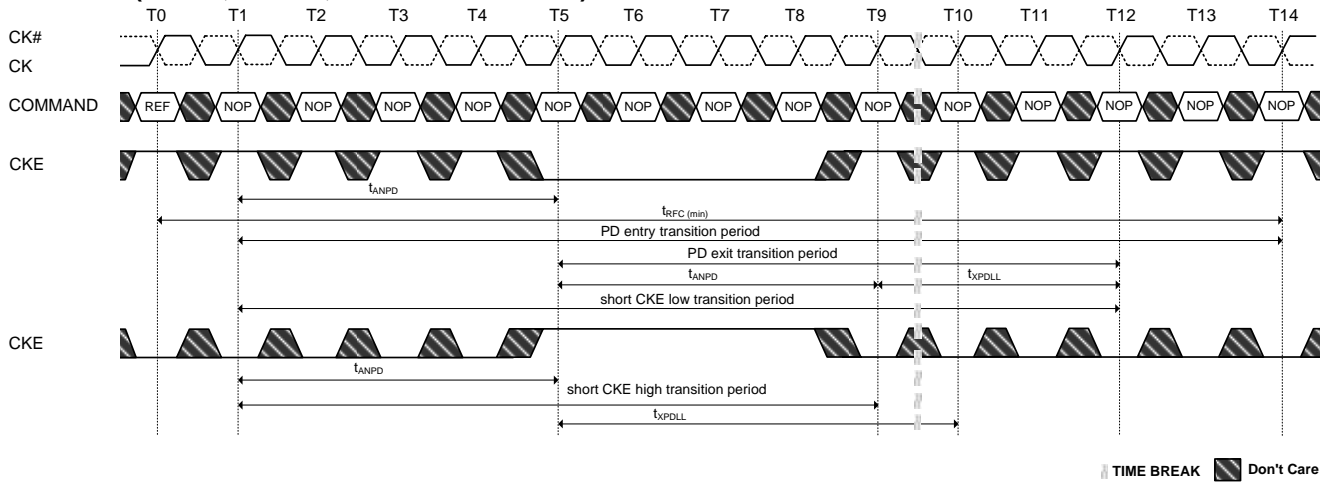 T0 T1 T2 T3 T4 T5 T6 T7 T8 T9 T10 T11 T12 T13 T14
CK#
CK
COMMAND REF NOP NOP NOP NOP NOP NOP NOP NOP NOP NOP NOP NOP NOP NOP
CKE
tANPD
tRFC (min)
PD entry transition period
PD exit transition period
tANPD tXPDLL
short CKE low transition period
CKE
tANPD
short CKE high transition period
tXPDLL
TIME BREAK Don't Care